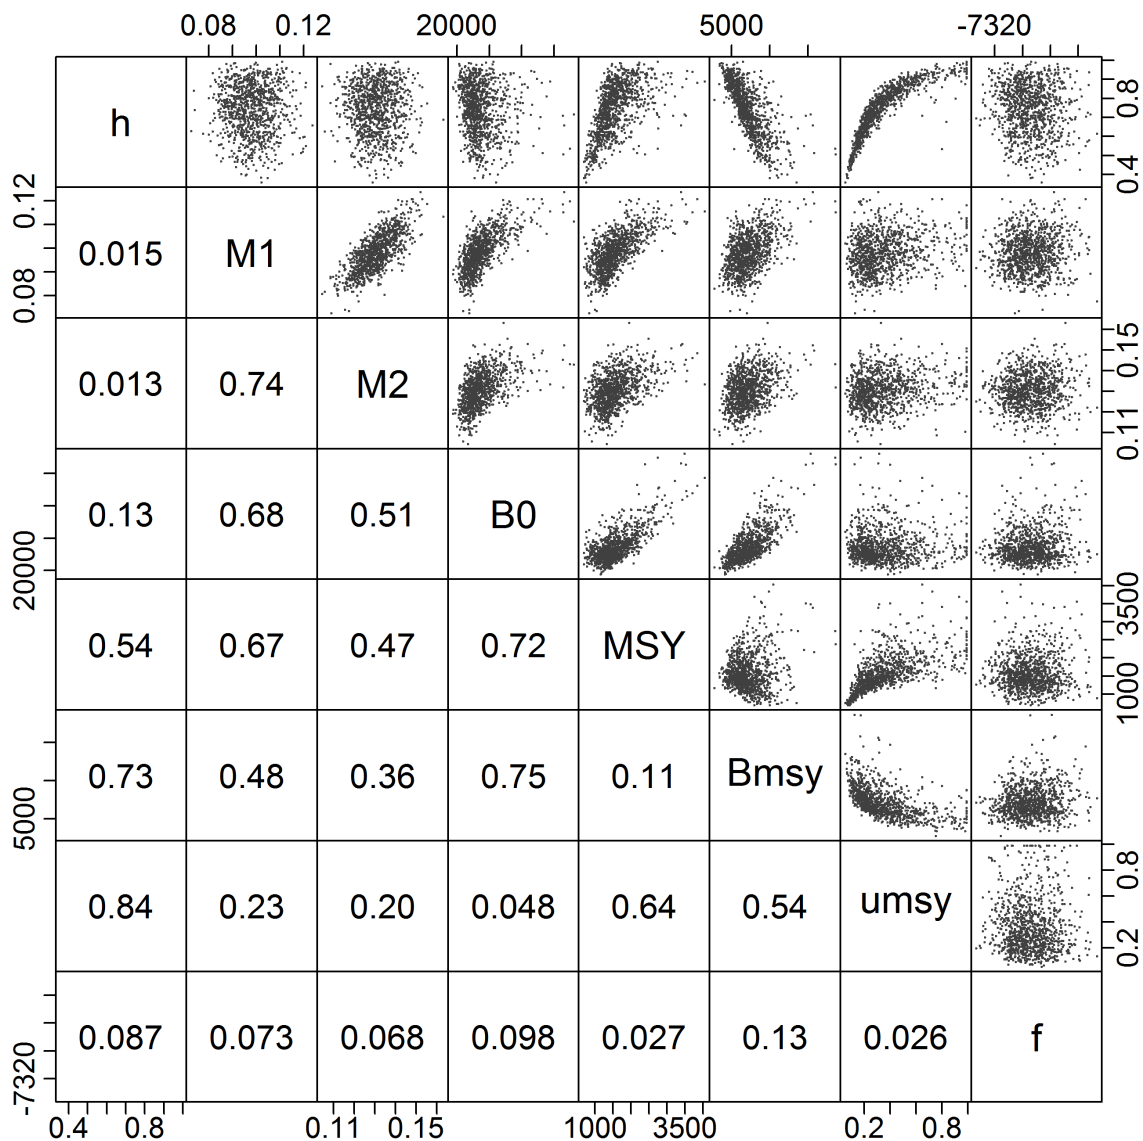 0.08 0.12 20000 5000 -7320
h 0.4 0.8
0.08 0.12 0.015 M1
0.013 0.74 M2 0.11 0.15
20000 0.13 0.68 0.51 B0
0.54 0.67 0.47 0.72 MSY 1000 3500
5000 0.73 0.48 0.36 0.75 0.11 Bmsy
0.84 0.23 0.20 0.048 0.64 0.54 umsy 0.2 0.8
-7320 0.087 0.073 0.068 0.098 0.027 0.13 0.026 f
0.4 0.8 0.11 0.15 1000 3500 0.2 0.8